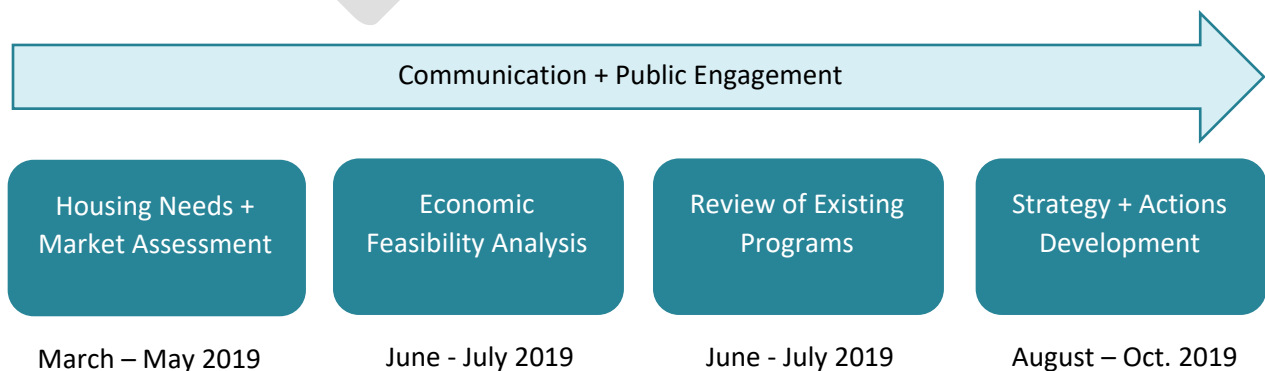 Communication + Public Engagement
Housing Needs +
Market Assessment
Economic
Feasibility Analysis
Review of Existing
Programs
Strategy + Actions
Development
March – May 2019
June - July 2019
June - July 2019
August – Oct. 2019